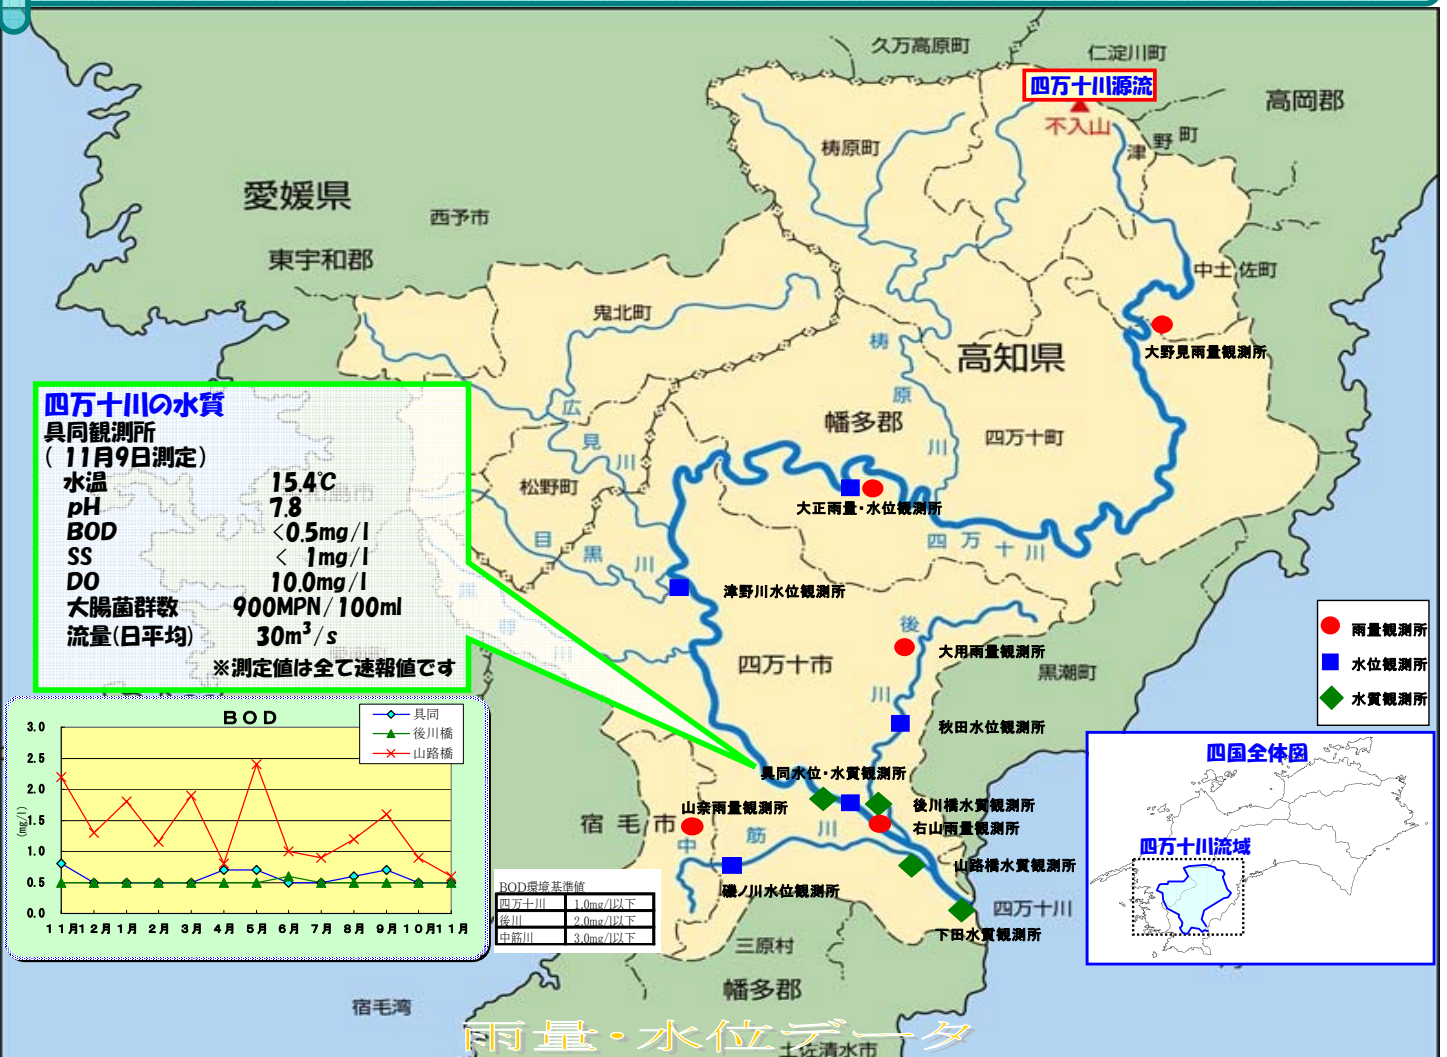 久万高原町
仁淀川町
四万十川源流
不入山
高岡郡
津野町
梼原町
愛媛県
西予市
東宇和郡
中土佐町
鬼北町
大野見雨量観測所
高知県
梼原川
幡多郡
四万十町
広見川
松野町
目黒川
大正雨量・水位観測所
四万十川
津野川水位観測所
四万十川の水質
具同観測所
( 11月9日測定)
水温 15.4℃
pH 7.8
BOD <0.5mg/l
SS < 1mg/l
DO 10.0mg/l
大腸菌群数 900MPN/100ml
流量(日平均) 30m³/s
※測定値は全て速報値です
後川
大用雨量観測所
四万十市
黒潮町
秋田水位観測所
雨量観測所
水位観測所
水質観測所
具同水位・水質観測所
山奈雨量観測所
宿毛市
中筋川
後川橋水質観測所
右山雨量観測所
山路橋水質観測所
磯ノ川水位観測所
四万十川
下田水質観測所
三原村
幡多郡
宿毛湾
土佐清水市
四国全体図
四万十川流域
BOD
具同
後川橋
山路橋
(mg/l)
3.0
2.5
2.0
1.5
1.0
0.5
0.0
11月 12月 1月 2月 3月 4月 5月 6月 7月 8月 9月 10月 11月
BOD環境基準値
四万十川 1.0mg/l以下
後川 2.0mg/l以下
中筋川 3.0mg/l以下
雨量・水位データ